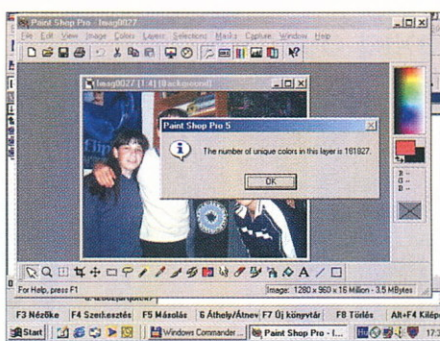 Paint Shop Pro - Imag0027
File Edit View Image Colors Layers Selections Masks Capture Window Help
Imag0027 [1:4] (Background)
Paint Shop Pro 5
The number of unique colors in this layer is 161827.
OK
For Help, press F1
Image: 1280 x 960 x 16 Million - 3.5 MBytes
F3 Nézőke F4 Szerkesztés F5 Másolás 6 Áthely/Átnev F7 Új könyvtár F8 Törlés Alt+F4 Kilép
Start Windows Commander ... Paint Shop Pro - I... Hu